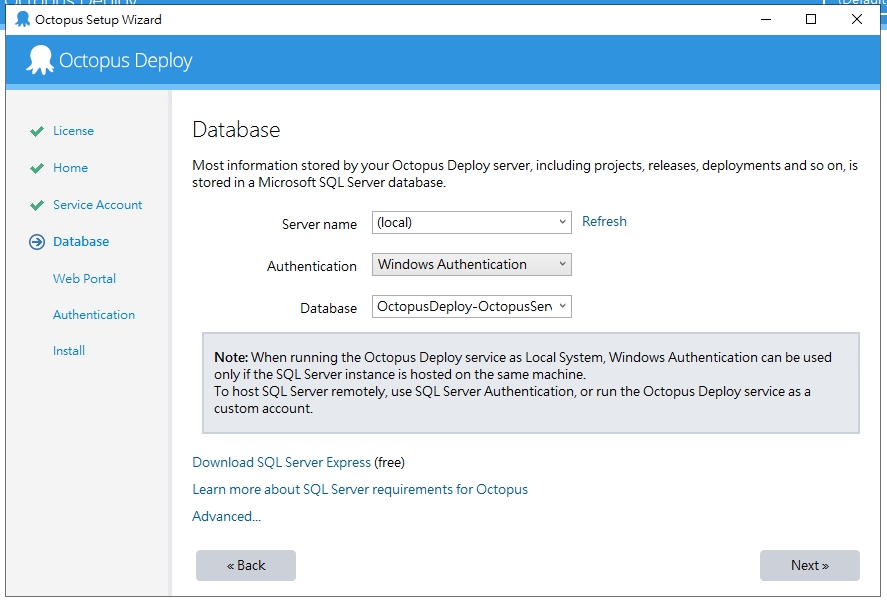 Octopus Deploy
(Default
Octopus Setup Wizard
Octopus Deploy
License
Home
Service Account
Database
Web Portal
Authentication
Install
Database
Most information stored by your Octopus Deploy server, including projects, releases, deployments and so on, is
stored in a Microsoft SQL Server database.
Server name (local) Refresh
Authentication Windows Authentication
Database OctopusDeploy-OctopusServ
Note: When running the Octopus Deploy service as Local System, Windows Authentication can be used
only if the SQL Server instance is hosted on the same machine.
To host SQL Server remotely, use SQL Server Authentication, or run the Octopus Deploy service as a
custom account.
Download SQL Server Express (free)
Learn more about SQL Server requirements for Octopus
Advanced...
« Back
Next »